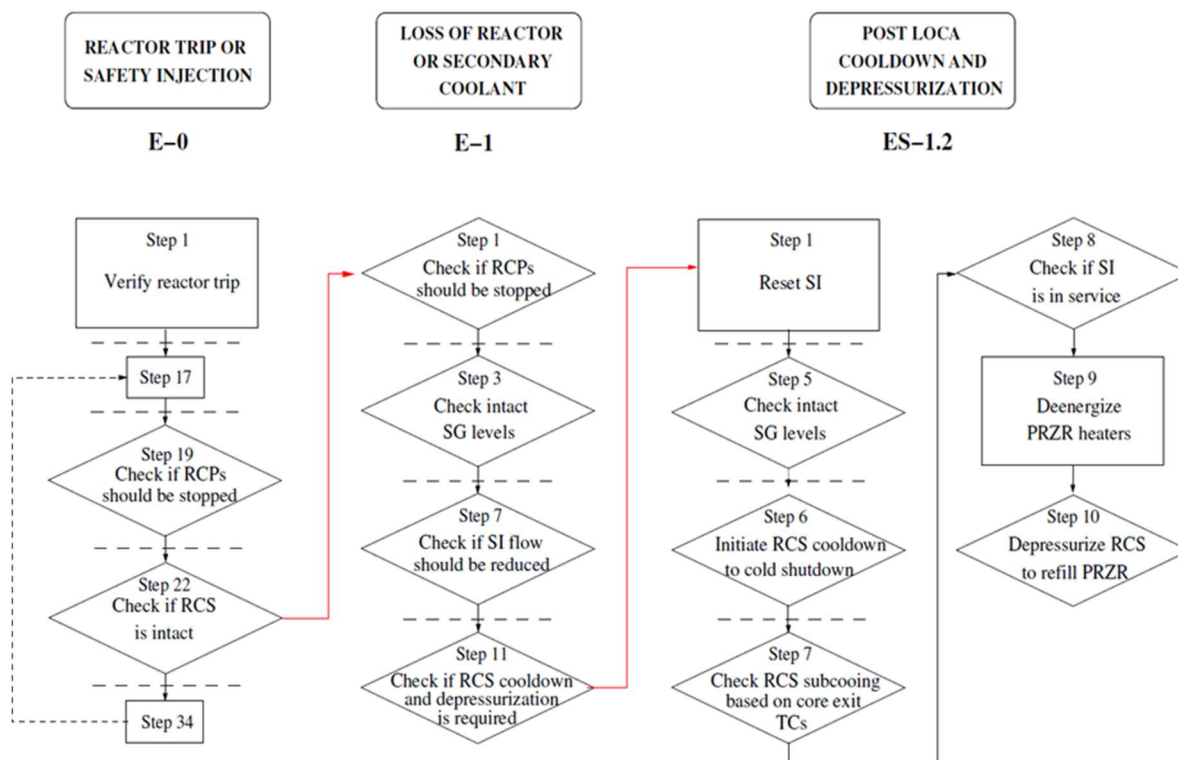 REACTOR TRIP OR
SAFETY INJECTION
E–0
LOSS OF REACTOR
OR SECONDARY
COOLANT
E–1
POST LOCA
COOLDOWN AND
DEPRESSURIZATION
ES–1.2
Step 1
Verify reactor trip
Step 17
Step 19
Check if RCPs
should be stopped
Step 22
Check if RCS
is intact
Step 34
Step 1
Check if RCPs
should be stopped
Step 3
Check intact
SG levels
Step 7
Check if SI flow
should be reduced
Step 11
Check if RCS cooldown
and depressurization
is required
Step 1
Reset SI
Step 5
Check intact
SG levels
Step 6
Initiate RCS cooldown
to cold shutdown
Step 7
Check RCS subcooing
based on core exit
TCs
Step 8
Check if SI
is in service
Step 9
Deenergize
PRZR heaters
Step 10
Depressurize RCS
to refill PRZR